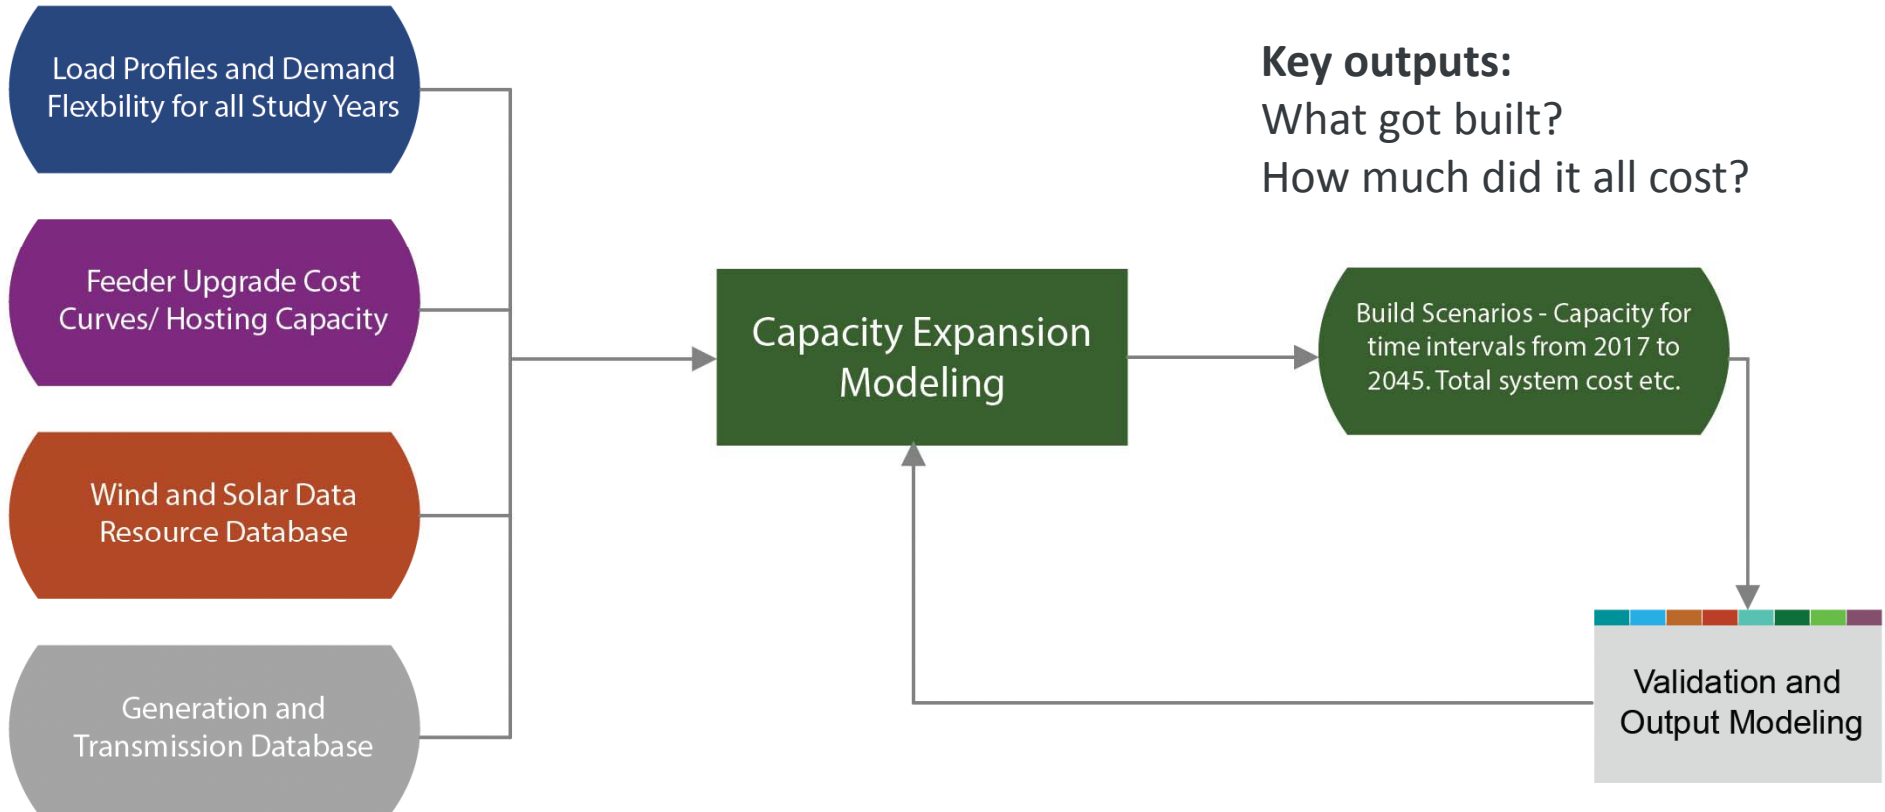 Load Profiles and Demand
Flexbility for all Study Years
Feeder Upgrade Cost
Curves/ Hosting Capacity
Wind and Solar Data
Resource Database
Generation and
Transmission Database
Capacity Expansion
Modeling
Key outputs:
What got built?
How much did it all cost?
Build Scenarios - Capacity for
time intervals from 2017 to
2045. Total system cost etc.
Validation and
Output Modeling